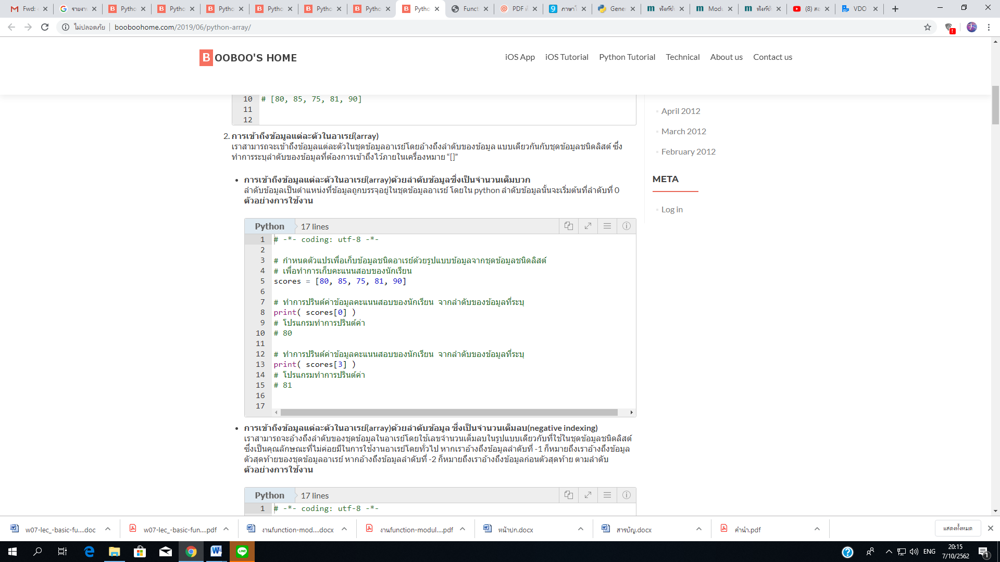 Fwd:
รายงา
Pytho
Pytho
Pytho
Pytho
Pytho
Pytho
Pytho
Funct
PDF
ภาษาไ
Gene
ฟังก์ชั
Modu
ฟังก์ชั
(8) สอ
VDO
ไม่ปลอดภัย
booboohome.com/2019/06/python-array/
BOOBOO'S HOME
iOS App
iOS Tutorial
Python Tutorial
Technical
About us
Contact us
10 # [80, 85, 75, 81, 90]
11
12
April 2012
March 2012
February 2012
META
Log in
2. การเข้าถึงข้อมูลแต่ละตัวในอาเรย์(array)
เราสามารถจะเข้าถึงข้อมูลแต่ละตัวในชุดข้อมูลอาเรย์โดยอ้างถึงลำดับของข้อมูล แบบเดียวกันกับชุดข้อมูลชนิดลิสต์ ซึ่ง
ทำการระบุลำดับของข้อมูลที่ต้องการเข้าถึงไว้ภายในเครื่องหมาย “[]”
• การเข้าถึงข้อมูลแต่ละตัวในอาเรย์(array)ด้วยลำดับข้อมูลซึ่งเป็นจำนวนเต็มบวก
ลำดับข้อมูลเป็นตำแหน่งที่ข้อมูลถูกบรรจุอยู่ในชุดข้อมูลอาเรย์ โดยใน python ลำดับข้อมูลนั้นจะเริ่มต้นที่ลำดับที่ 0
ตัวอย่างการใช้งาน
Python 17 lines
1 # -*- coding: utf-8 -*-
2
3 # กำหนดตัวแปรเพื่อเก็บข้อมูลชนิดอาเรย์ด้วยรูปแบบข้อมูลจากชุดข้อมูลชนิดลิสต์
4 # เพื่อทำการเก็บคะแนนสอบของนักเรียน
5 scores = [80, 85, 75, 81, 90]
6
7 # ทำการปรินต์ค่าข้อมูลคะแนนสอบของนักเรียน จากลำดับของข้อมูลที่ระบุ
8 print( scores[0] )
9 # โปรแกรมทำการปรินต์ค่า
10 # 80
11
12 # ทำการปรินต์ค่าข้อมูลคะแนนสอบของนักเรียน จากลำดับของข้อมูลที่ระบุ
13 print( scores[3] )
14 # โปรแกรมทำการปรินต์ค่า
15 # 81
16
17
• การเข้าถึงข้อมูลแต่ละตัวในอาเรย์(array)ด้วยลำดับข้อมูล ซึ่งเป็นจำนวนเต็มลบ(negative indexing)
เราสามารถจะอ้างถึงลำดับของชุดข้อมูลในอาเรย์โดยใช้เลขจำนวนเต็มลบในรูปแบบเดียวกับที่ใช้ในชุดข้อมูลชนิดลิสต์
ซึ่งเป็นคุณลักษณะที่ไม่ค่อยมีในการใช้งานอาเรย์โดยทั่วไป หากเราอ้างถึงข้อมูลลำดับที่ -1 ก็หมายถึงเราอ้างถึงข้อมูล
ตัวสุดท้ายของชุดข้อมูลอาเรย์ หากอ้างถึงข้อมูลลำดับที่ -2 ก็หมายถึงเราอ้างถึงข้อมูลก่อนตัวสุดท้าย ตามลำดับ
ตัวอย่างการใช้งาน
Python 17 lines
1 # -*- coding: utf-8 -*-
w07-lec_-basic-fu....doc
w07-lec_-basic-fun....pdf
งานfunction-mod....docx
งานfunction-modul....pdf
หน้าปก.docx
สารบัญ.docx
คำนำ.pdf
แสดงทั้งหมด
LINE
ENG
20:15
7/10/2562
1